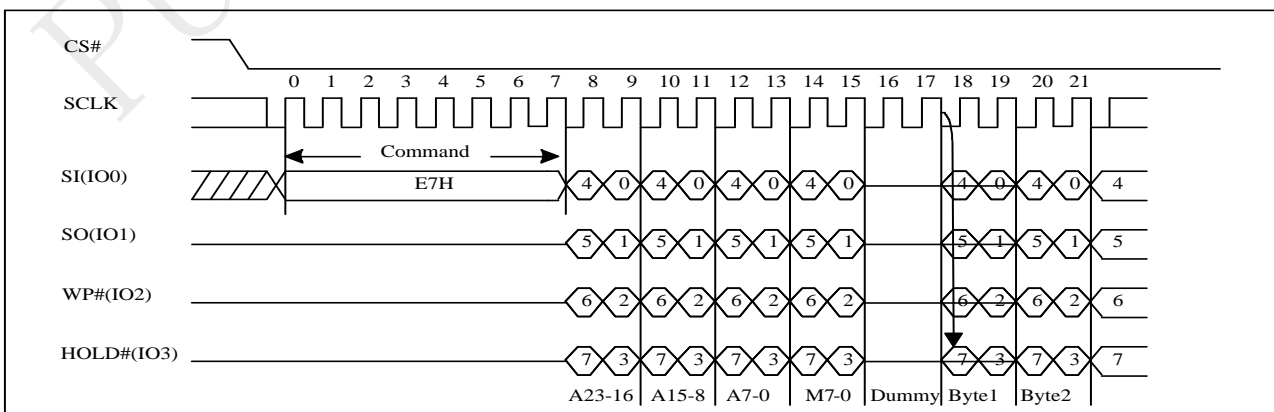 PU
CS#
0 1 2 3 4 5 6 7 8 9 10 11 12 13 14 15 16 17 18 19 20 21
SCLK
Command
SI(IO0) E7H 4 0 4 0 4 0 4 0 4 0 4 0 4
SO(IO1) 5 1 5 1 5 1 5 1 5 1 5 1 5
WP#(IO2) 6 2 6 2 6 2 6 2 6 2 6 2 6
HOLD#(IO3) 7 3 7 3 7 3 7 3 7 3 7 3 7
A23-16 A15-8 A7-0 M7-0 Dummy Byte1 Byte2